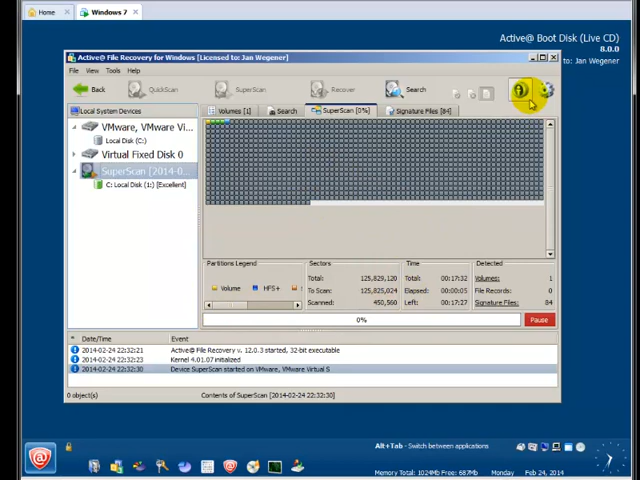 Home
Windows 7
Active@ Boot Disk (Live CD)
8.0.0
to: Jan Wegener
Active@ File Recovery for Windows [Licensed to: Jan Wegener]
File View Tools Help
Back QuickScan SuperScan Recover Search
Local System Devices
Volumes [1] Search SuperScan [0%] Signature Files [84]
VMware, VMware Vi...
Local Disk (C:)
Virtual Fixed Disk 0
SuperScan [2014-0...
C: Local Disk (1:) [Excellent]
Partitions Legend Sectors Time Detected
Total: 125,829,120 Total: 00:17:32 Volumes: 1
Volume HFS+ To Scan: 125,825,024 Elapsed: 00:00:05 File Records: 0
Scanned: 450,560 Left: 00:17:27 Signature Files: 84
0% Pause
Date/Time Event
2014-02-24 22:32:21 Active@ File Recovery v. 12.0.3 started, 32-bit executable
2014-02-24 22:32:23 Kernel 4.01.07 initialized
2014-02-24 22:32:30 Device SuperScan started on VMware, VMware Virtual S
0 object(s) Contents of SuperScan [2014-02-24 22:32:30]
Alt+Tab - Switch between applications
Memory Total: 1024Mb Free: 687Mb Monday Feb 24, 2014